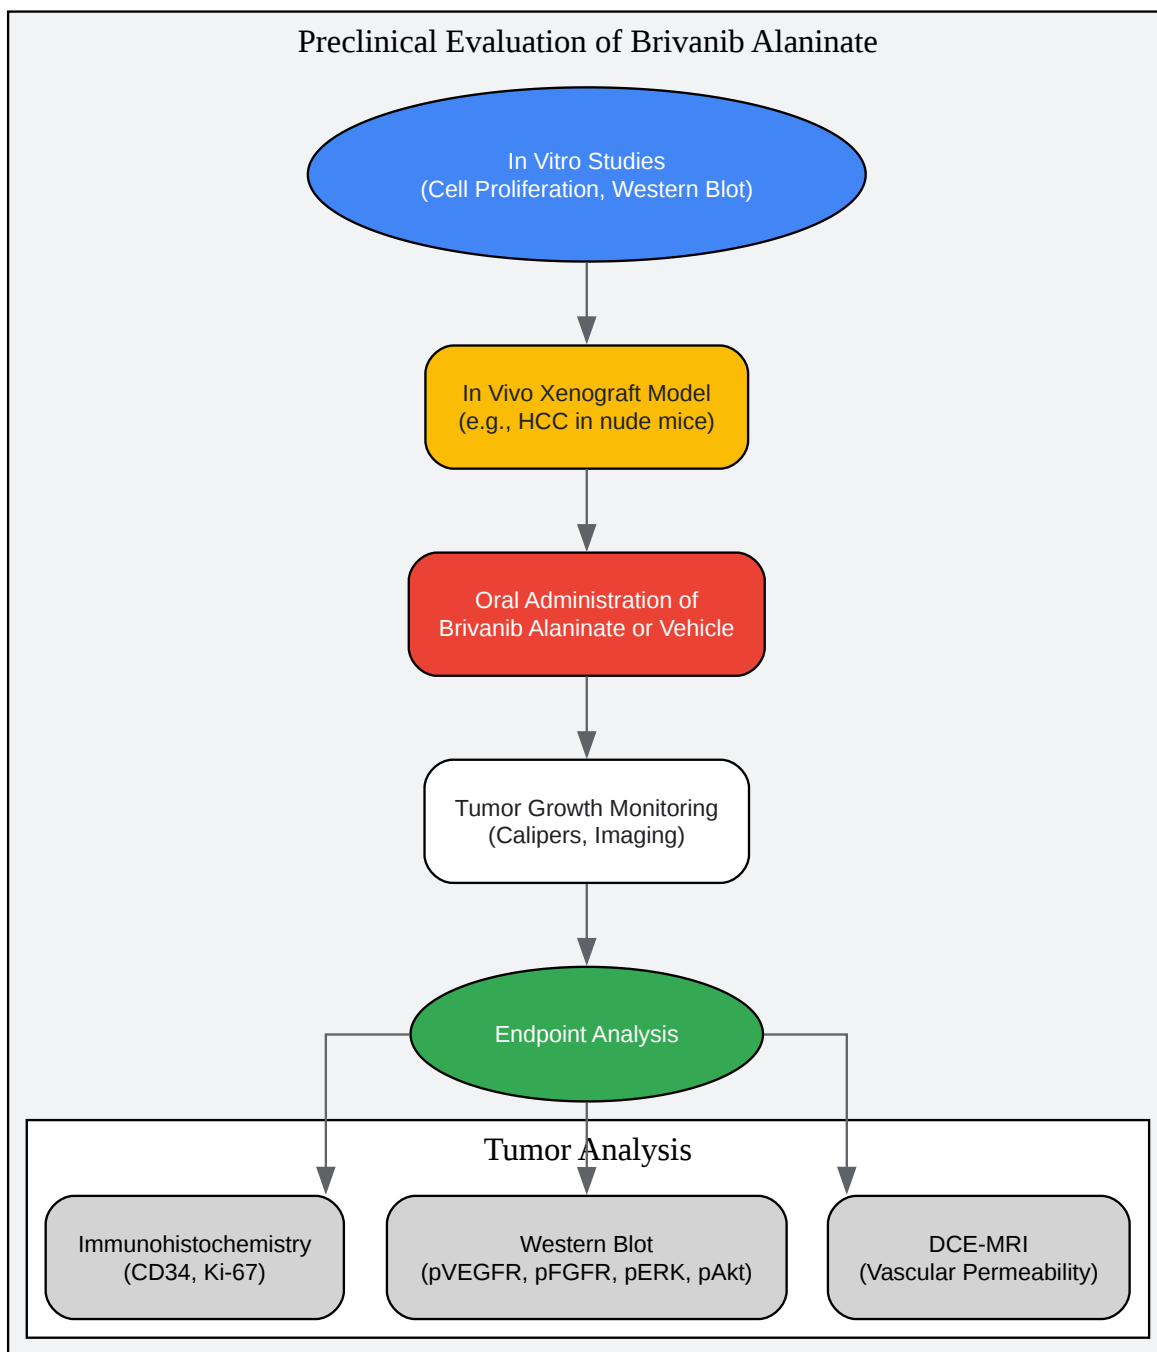 Preclinical Evaluation of Brivanib Alaninate
In Vitro Studies
(Cell Proliferation, Western Blot)
In Vivo Xenograft Model
(e.g., HCC in nude mice)
Oral Administration of
Brivanib Alaninate or Vehicle
Tumor Growth Monitoring
(Calipers, Imaging)
Endpoint Analysis
Tumor Analysis
Immunohistochemistry
(CD34, Ki-67)
Western Blot
(pVEGFR, pFGFR, pERK, pAkt)
DCE-MRI
(Vascular Permeability)